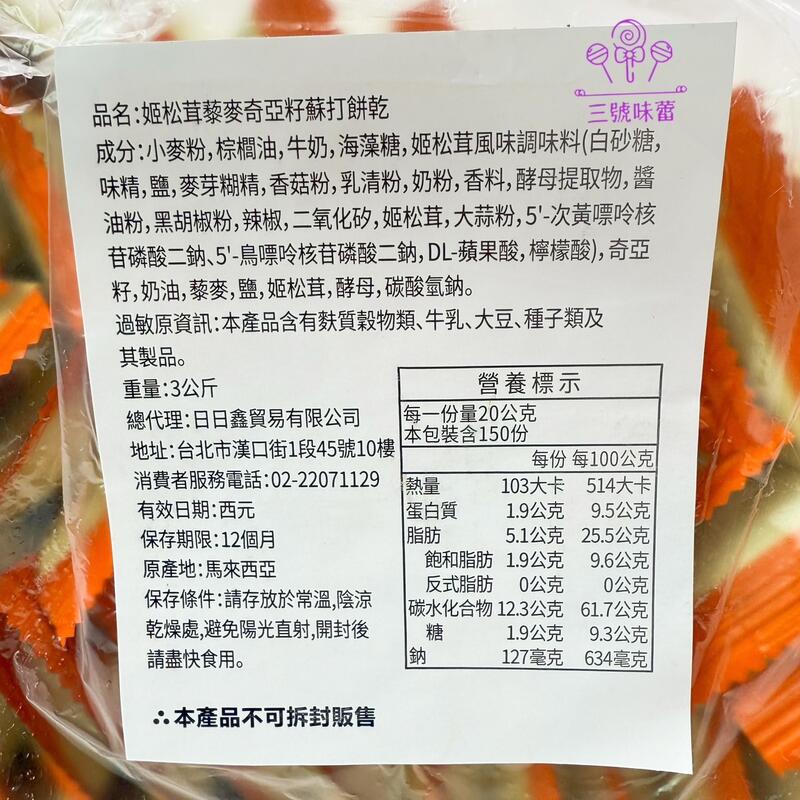 三號味蕾
品名:姬松茸藜麥奇亞籽蘇打餅乾
成分:小麥粉,棕櫚油,牛奶,海藻糖,姬松茸風味調味料(白砂糖,
味精,鹽,麥芽糊精,香菇粉,乳清粉,奶粉,香料,酵母提取物,醬
油粉,黑胡椒粉,辣椒,二氧化矽,姬松茸,大蒜粉,5'-次黃嘌呤核
苷磷酸二鈉、5'-鳥嘌呤核苷磷酸二鈉,DL-蘋果酸,檸檬酸),奇亞
籽,奶油,藜麥,鹽,姬松茸,酵母,碳酸氫鈉。
過敏原資訊:本產品含有麩質穀物類、牛乳、大豆、種子類及
其製品。
重量:3公斤
總代理:日日鑫貿易有限公司
地址:台北市漢口街1段45號10樓
消費者服務電話:02-22071129
有效日期:西元
保存期限:12個月
原產地:馬來西亞
保存條件:請存放於常溫,陰涼
乾燥處,避免陽光直射,開封後
請盡快食用。
營養標示
每一份量20公克
本包裝含150份
每份 每100公克
熱量 103大卡 514大卡
蛋白質 1.9公克 9.5公克
脂肪 5.1公克 25.5公克
飽和脂肪 1.9公克 9.6公克
反式脂肪 0公克 0公克
碳水化合物 12.3公克 61.7公克
糖 1.9公克 9.3公克
鈉 127毫克 634毫克
∴本產品不可拆封販售